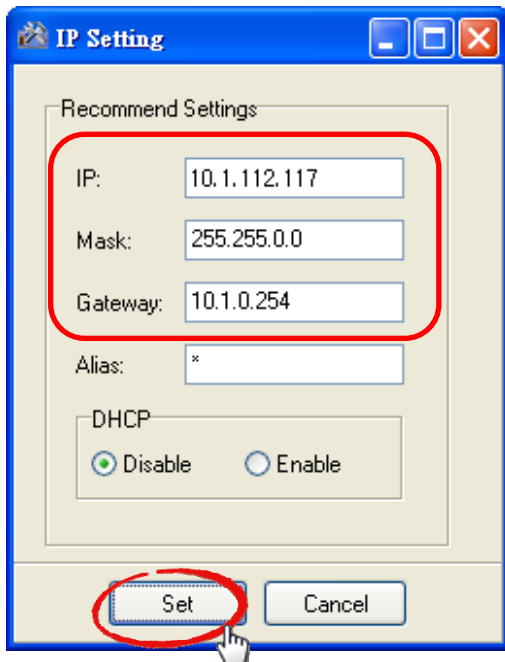 IP Setting
Recommend Settings
IP: 10.1.112.117
Mask: 255.255.0.0
Gateway: 10.1.0.254
Alias: *
DHCP
Disable Enable
Set Cancel